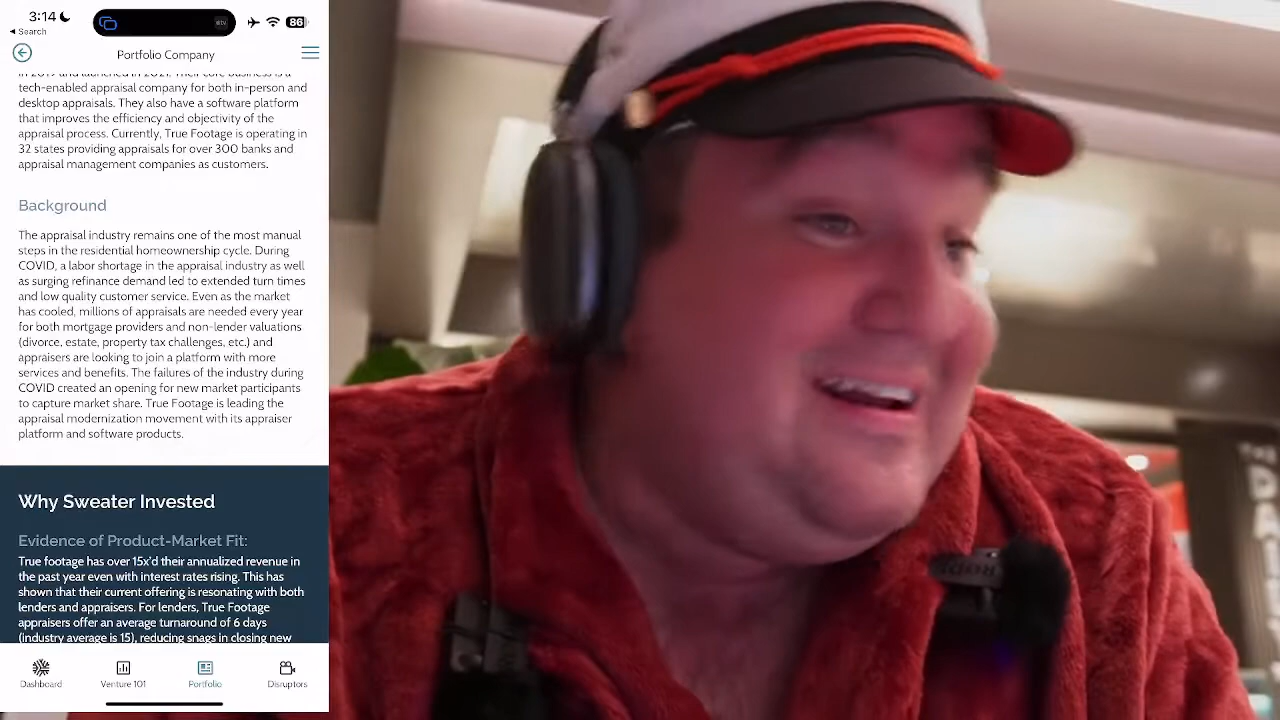 3:14
86
Search
Portfolio Company
in 2019 and launched in 2021. Their core business is a
tech-enabled appraisal company for both in-person and
desktop appraisals. They also have a software platform
that improves the efficiency and objectivity of the
appraisal process. Currently, True Footage is operating in
32 states providing appraisals for over 300 banks and
appraisal management companies as customers.
Background
The appraisal industry remains one of the most manual
steps in the residential homeownership cycle. During
COVID, a labor shortage in the appraisal industry as well
as surging refinance demand led to extended turn times
and low quality customer service. Even as the market
has cooled, millions of appraisals are needed every year
for both mortgage providers and non-lender valuations
(divorce, estate, property tax challenges, etc.) and
appraisers are looking to join a platform with more
services and benefits. The failures of the industry during
COVID created an opening for new market participants
to capture market share. True Footage is leading the
appraisal modernization movement with its appraiser
platform and software products.
Why Sweater Invested
Evidence of Product-Market Fit:
True footage has over 15x'd their annualized revenue in
the past year even with interest rates rising. This has
shown that their current offering is resonating with both
lenders and appraisers. For lenders, True Footage
appraisers offer an average turnaround of 6 days
(industry average is 15), reducing snags in closing new
Dashboard
Venture 101
Portfolio
Disruptors
RODE
THE